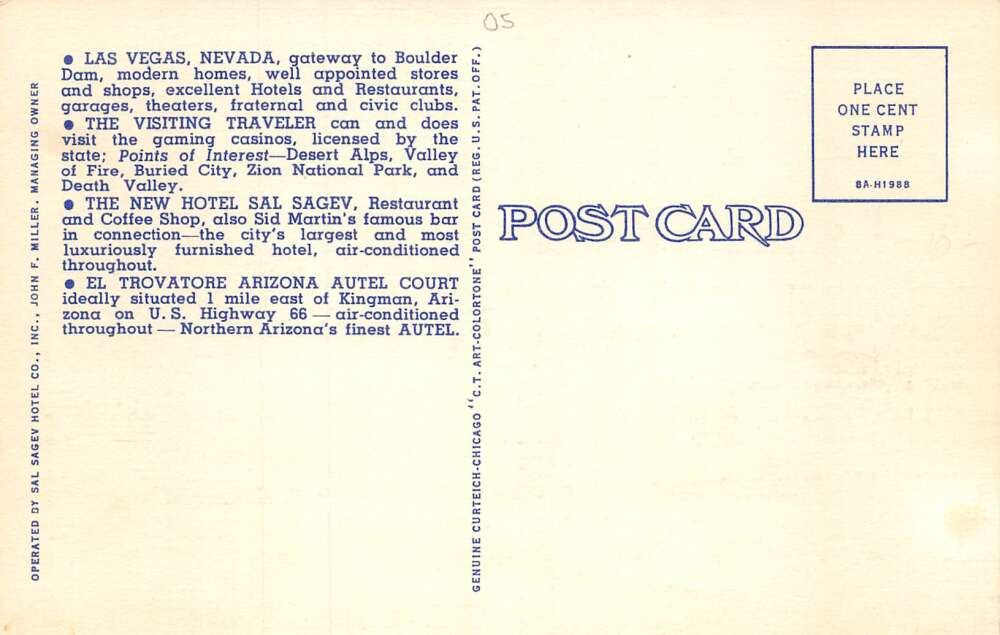 05
● LAS VEGAS, NEVADA, gateway to Boulder
Dam, modern homes, well appointed stores
and shops, excellent Hotels and Restaurants,
garages, theaters, fraternal and civic clubs.
● THE VISITING TRAVELER can and does
visit the gaming casinos, licensed by the
state; Points of Interest—Desert Alps, Valley
of Fire, Buried City, Zion National Park, and
Death Valley.
● THE NEW HOTEL SAL SAGEV, Restaurant
and Coffee Shop, also Sid Martin's famous bar
in connection—the city's largest and most
luxuriously furnished hotel, air-conditioned
throughout.
● EL TROVATORE ARIZONA AUTEL COURT
ideally situated 1 mile east of Kingman, Ari-
zona on U. S. Highway 66 — air-conditioned
throughout — Northern Arizona's finest AUTEL.
OPERATED BY SAL SAGEV HOTEL CO., INC., JOHN F. MILLER, MANAGING OWNER
GENUINE CURTEICH-CHICAGO "C.T. ART-COLORTONE" POST CARD (REG. U.S. PAT. OFF.)
POST CARD
PLACE
ONE CENT
STAMP
HERE
8A-H1988